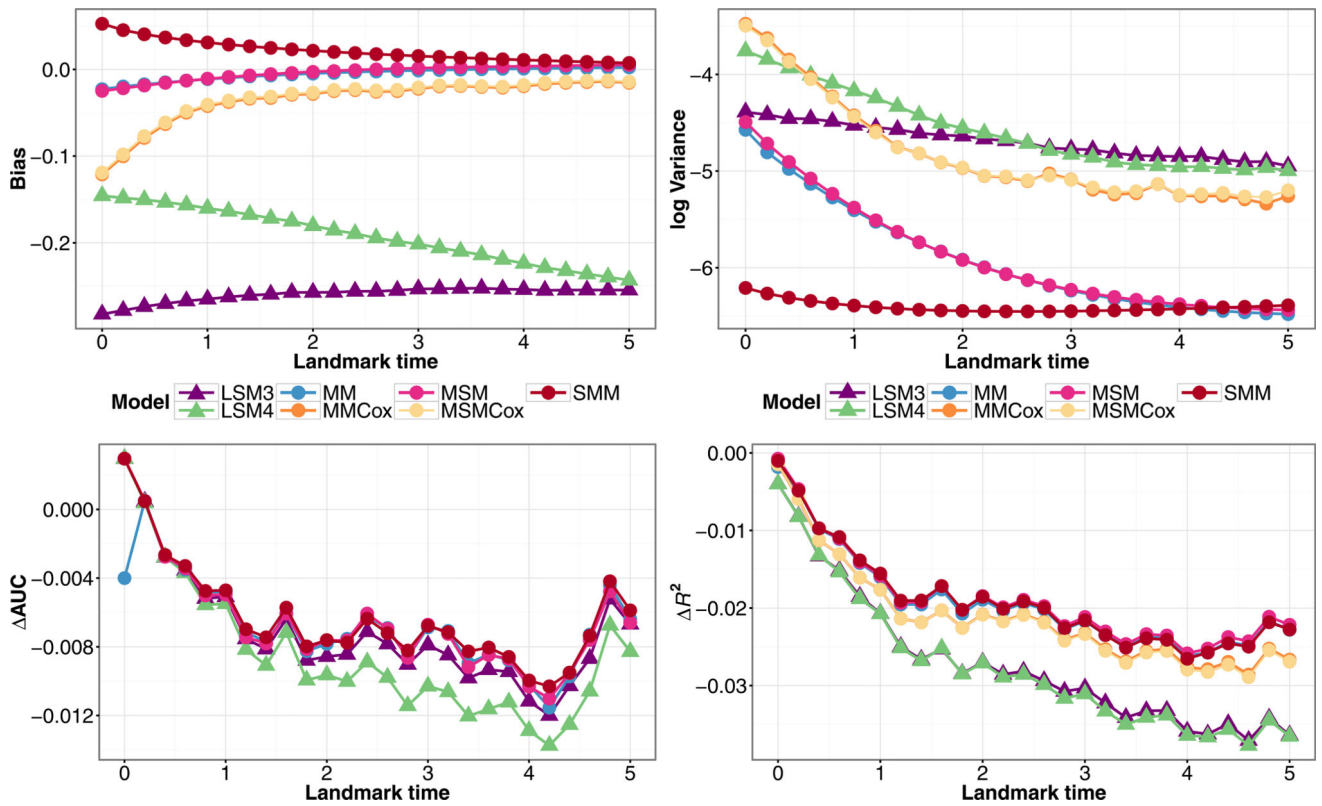 0.0
−0.1
−0.2
Bias
0 1 2 3 4 5
Landmark time
−4
−5
−6
log Variance
0 1 2 3 4 5
Landmark time
Model LSM3 MM MSM SMM
LSM4 MMCox MSMCox
Model LSM3 MM MSM SMM
LSM4 MMCox MSMCox
0.000
−0.004
−0.008
−0.012
ΔAUC
0 1 2 3 4 5
Landmark time
0.00
−0.01
−0.02
−0.03
ΔR²
0 1 2 3 4 5
Landmark time